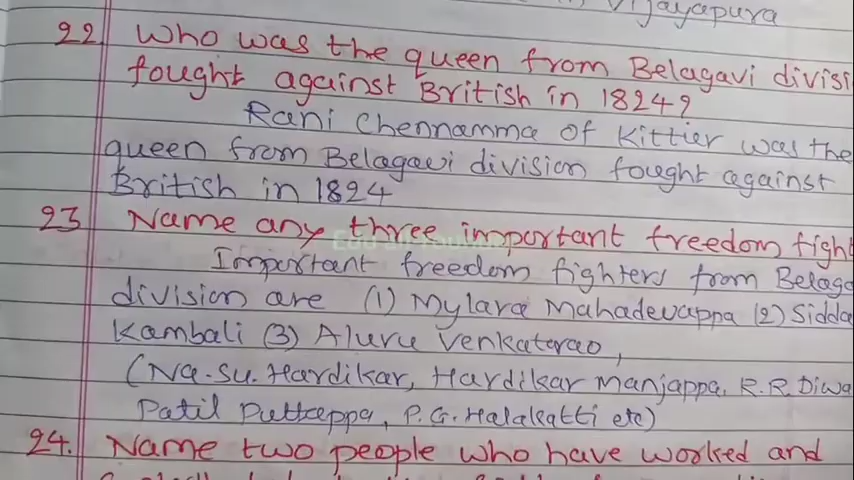 Vijayapura
22. Who was the queen from Belagavi divisi
fought against British in 1824?
Rani Chennamma of Kittier was the
queen from Belagavi division fought against
British in 1824
23 Name any three important freedom fight
Important freedom fighters from Belaga
division are (1) Mylara Mahadevappa (2) Sidda
Kambali (3) Aluru Venkatarao,
(Na-Su. Hardikar, Hardikar Manjappa, R.R. Diwa
Patil Puttappa, P.G. Halakatti etc)
24. Name two people who have worked and